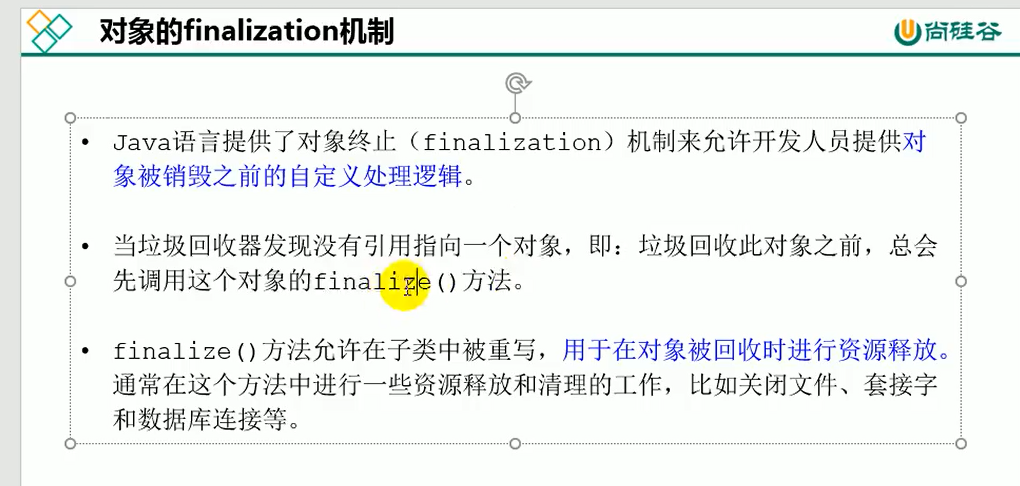 对象的finalization机制
尚硅谷
• Java语言提供了对象终止（finalization）机制来允许开发人员提供对
象被销毁之前的自定义处理逻辑。
• 当垃圾回收器发现没有引用指向一个对象，即：垃圾回收此对象之前，总会
先调用这个对象的finalize()方法。
• finalize()方法允许在子类中被重写，用于在对象被回收时进行资源释放。
通常在这个方法中进行一些资源释放和清理的工作，比如关闭文件、套接字
和数据库连接等。